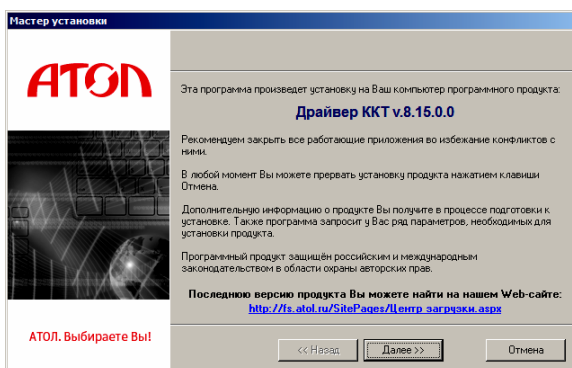 Мастер установки
АТОЛ
Эта программа произведет установку на Ваш компьютер программного продукта:
Драйвер ККТ v.8.15.0.0
Рекомендуем закрыть все работающие приложения во избежание конфликтов с
ними.
В любой момент Вы можете прервать установку продукта нажатием клавиши
Отмена.
Дополнительную информацию о продукте Вы получите в процессе подготовки к
установке. Также программа запросит у Вас ряд параметров, необходимых для
установки продукта.
Программный продукт защищён российским и международным
законодательством в области охраны авторских прав.
Последнюю версию продукта Вы можете найти на нашем Web-сайте:
http://fs.atol.ru/SitePages/Центр загрузки.aspx
АТОЛ. Выбираете Вы!
<< Назад Далее >> Отмена